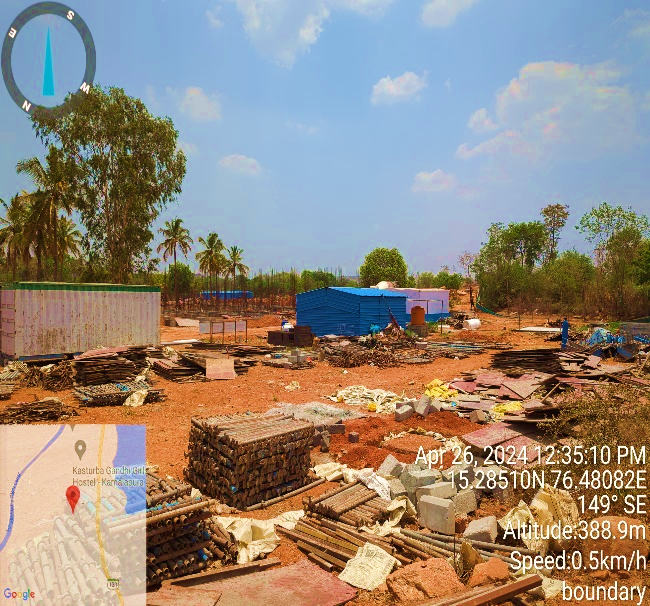 S
E
W
N
Kasturba Gandhi Girl
Hostel - Kamalapura
Google
Apr 26, 2024 12:35:10 PM
15.28510N 76.48082E
149° SE
Altitude:388.9m
Speed:0.5km/h
boundary